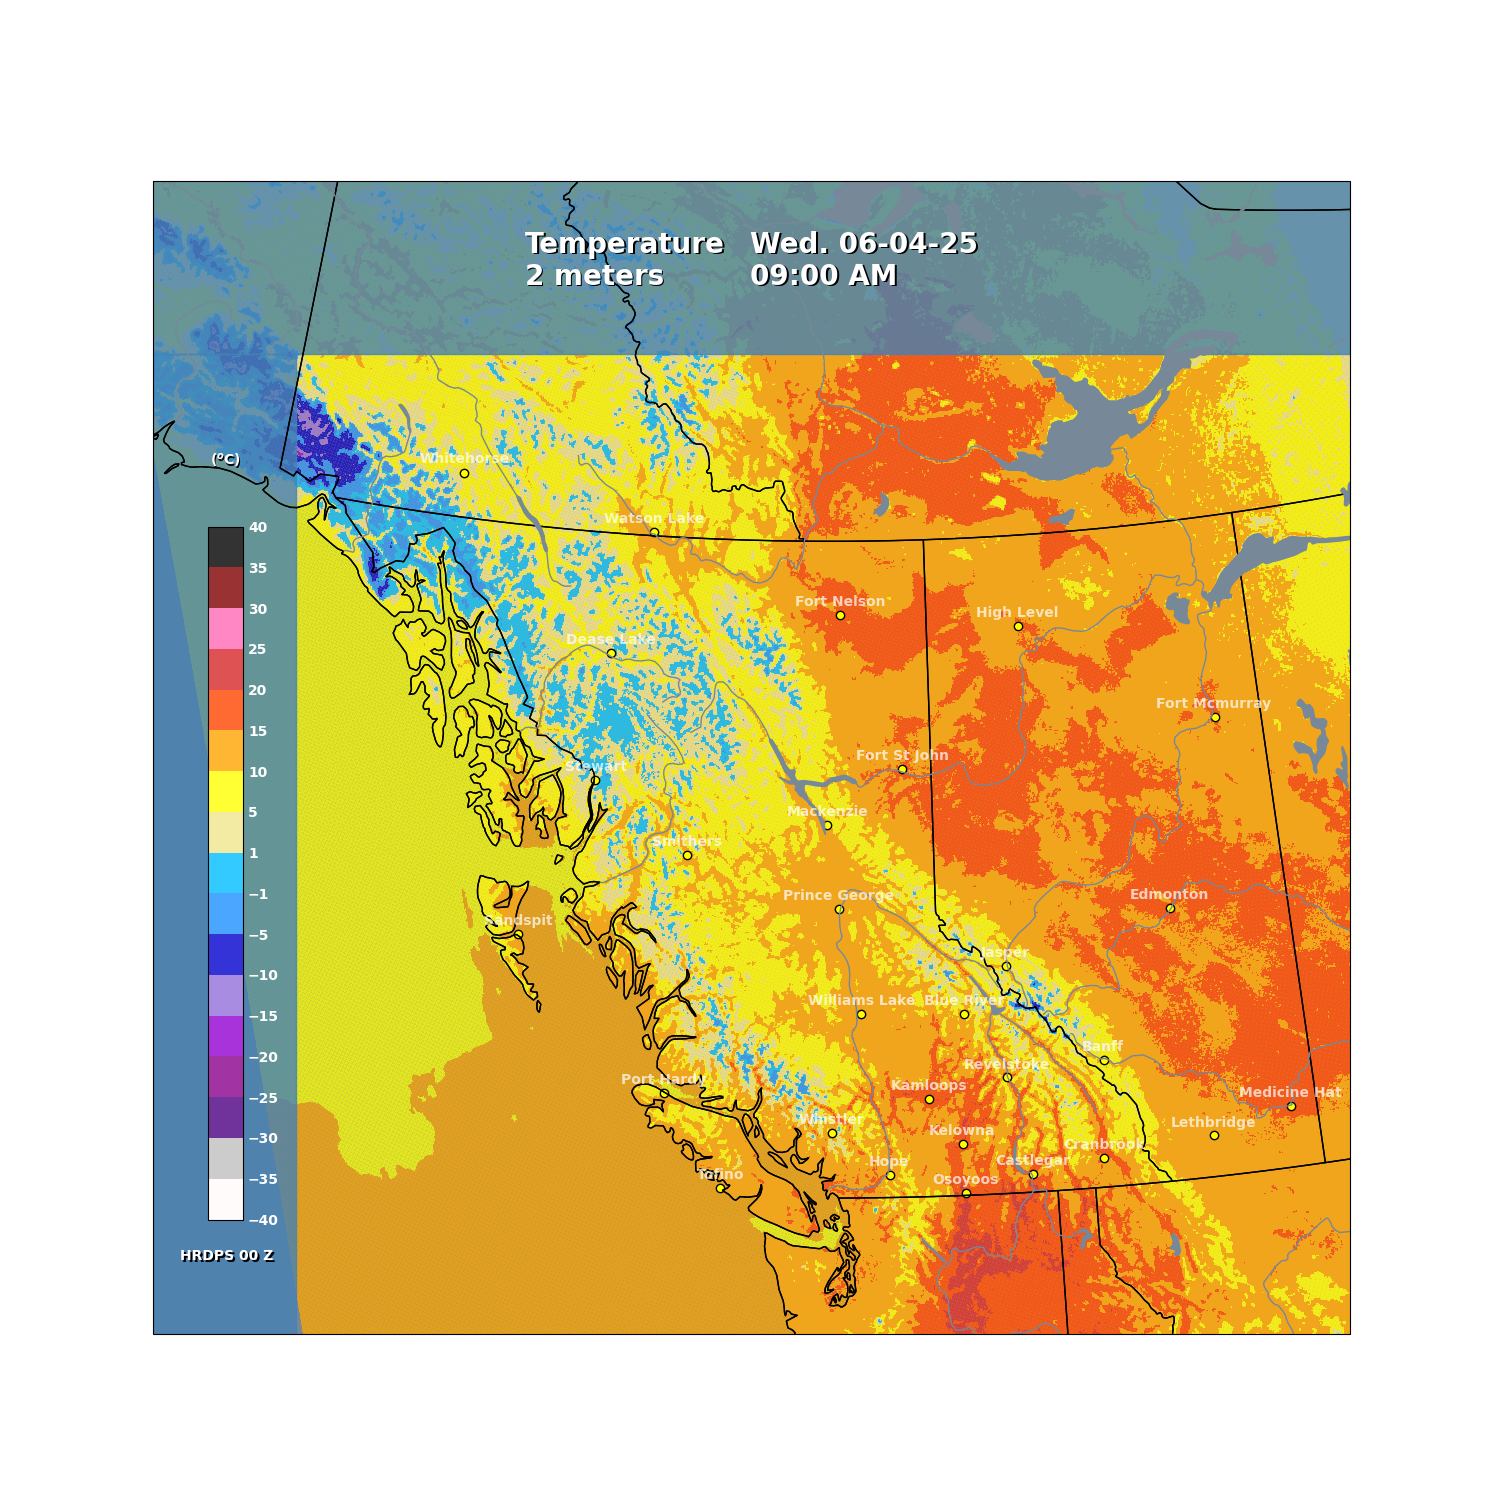 Temperature Wed. 06-04-25
2 meters 09:00 AM
(°C)
Whitehorse
Watson Lake
40
35
30
25
20
15
10
5
1
−1
−5
−10
−15
−20
−25
−30
−35
−40
Fort Nelson
High Level
Dease Lake
Fort Mcmurray
Fort St John
Stewart
Mackenzie
Smithers
Prince George
Edmonton
Sandspit
Jasper
Williams Lake Blue River
Banff
Revelstoke
Port Hardy
Kamloops
Medicine Hat
Whistler
Lethbridge
Kelowna
Cranbrook
Hope
Castlegar
Tofino
Osoyoos
HRDPS 00 Z